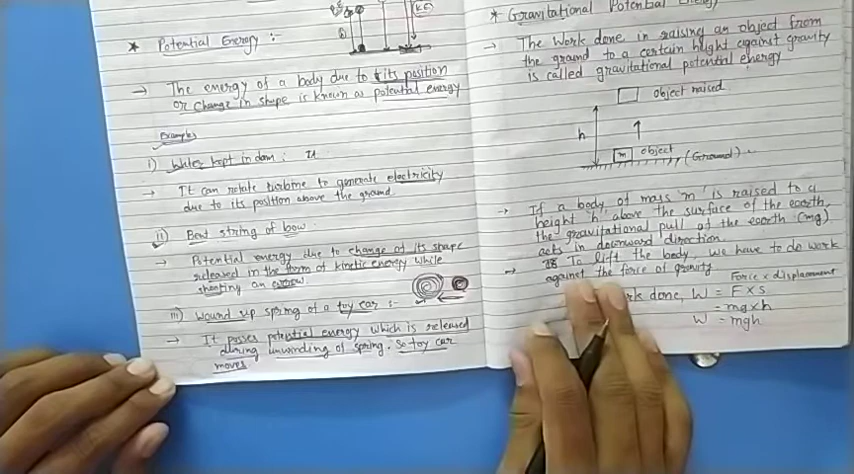 KE
* Potential Energy :-
→ The energy of a body due to its position
or change in shape is known as potential energy
Examples
i) Water kept in dam :
→ It can rotate turbine to generate electricity
due to its position above the ground.
ii) Bent string of bow
→ Potential energy due to change of its shape
released in the form of kinetic energy while
shooting an arrow.
iii) Wound up spring of a toy car :-
→ It posses potential energy which is released
during unwinding of spring. So toy car
moves.
* Gravitational Potential Energy
→ The work done in raising an object from
the ground to a certain height against gravity
is called gravitational potential energy
object raised
h
m object (Ground)
→ If a body of mass 'm' is raised to a
height 'h' above the surface of the earth,
the gravitational pull of the earth (mg)
acts in downward direction.
→ To lift the body, we have to do work
against the force of gravity
Force x displacement
rk done, W = F x s
= mg x h
W = mgh